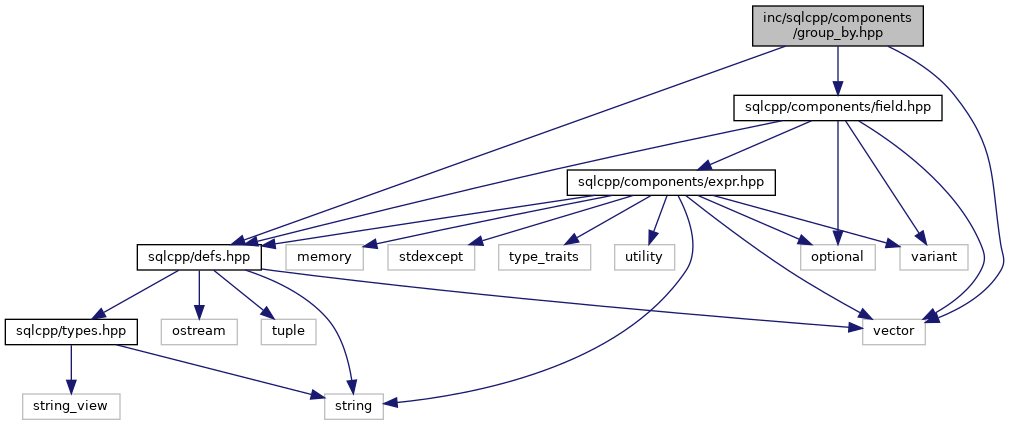 inc/sqlcpp/components
/group_by.hpp
sqlcpp/components/field.hpp
sqlcpp/components/expr.hpp
sqlcpp/defs.hpp
memory
stdexcept
type_traits
utility
optional
variant
sqlcpp/types.hpp
ostream
tuple
vector
string_view
string